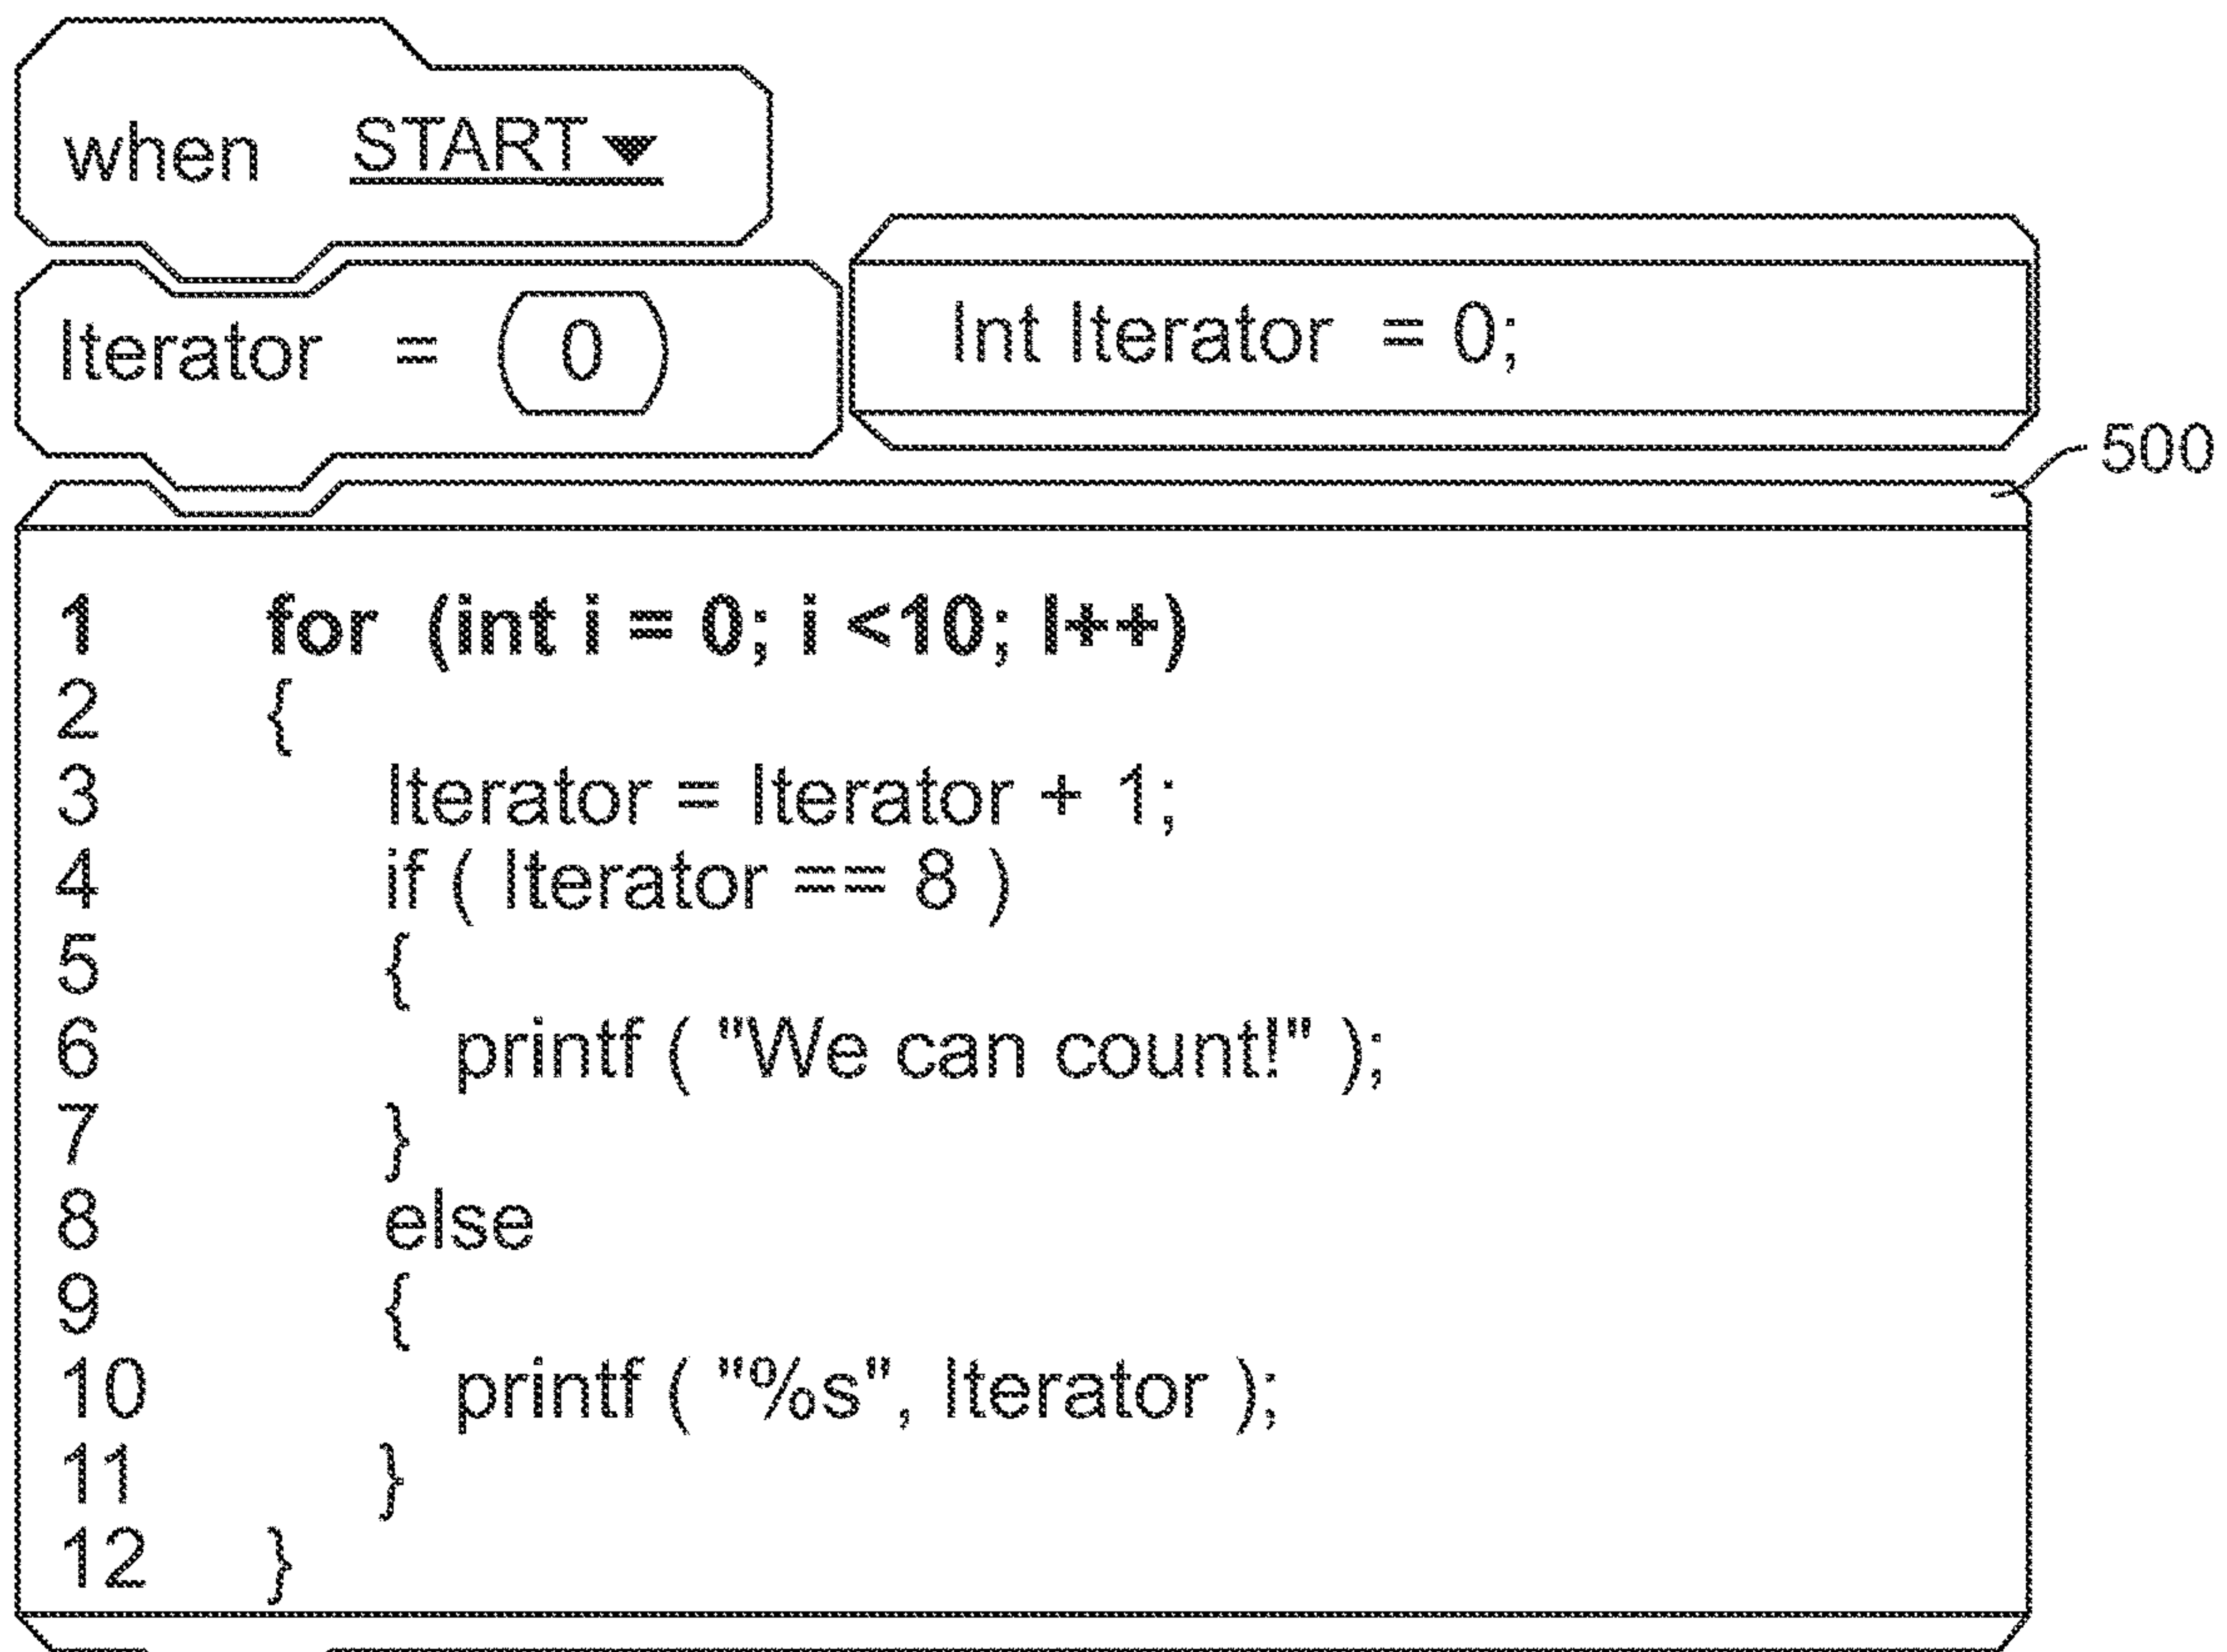 when START
Iterator = 0
Int Iterator = 0;
500
1 for (int i = 0; i <10; I++)
2 {
3 Iterator = Iterator + 1;
4 if ( Iterator == 8 )
5 {
6 printf ( "We can count!" );
7 }
8 else
9 {
10 printf ( "%s", Iterator );
11 }
12 }